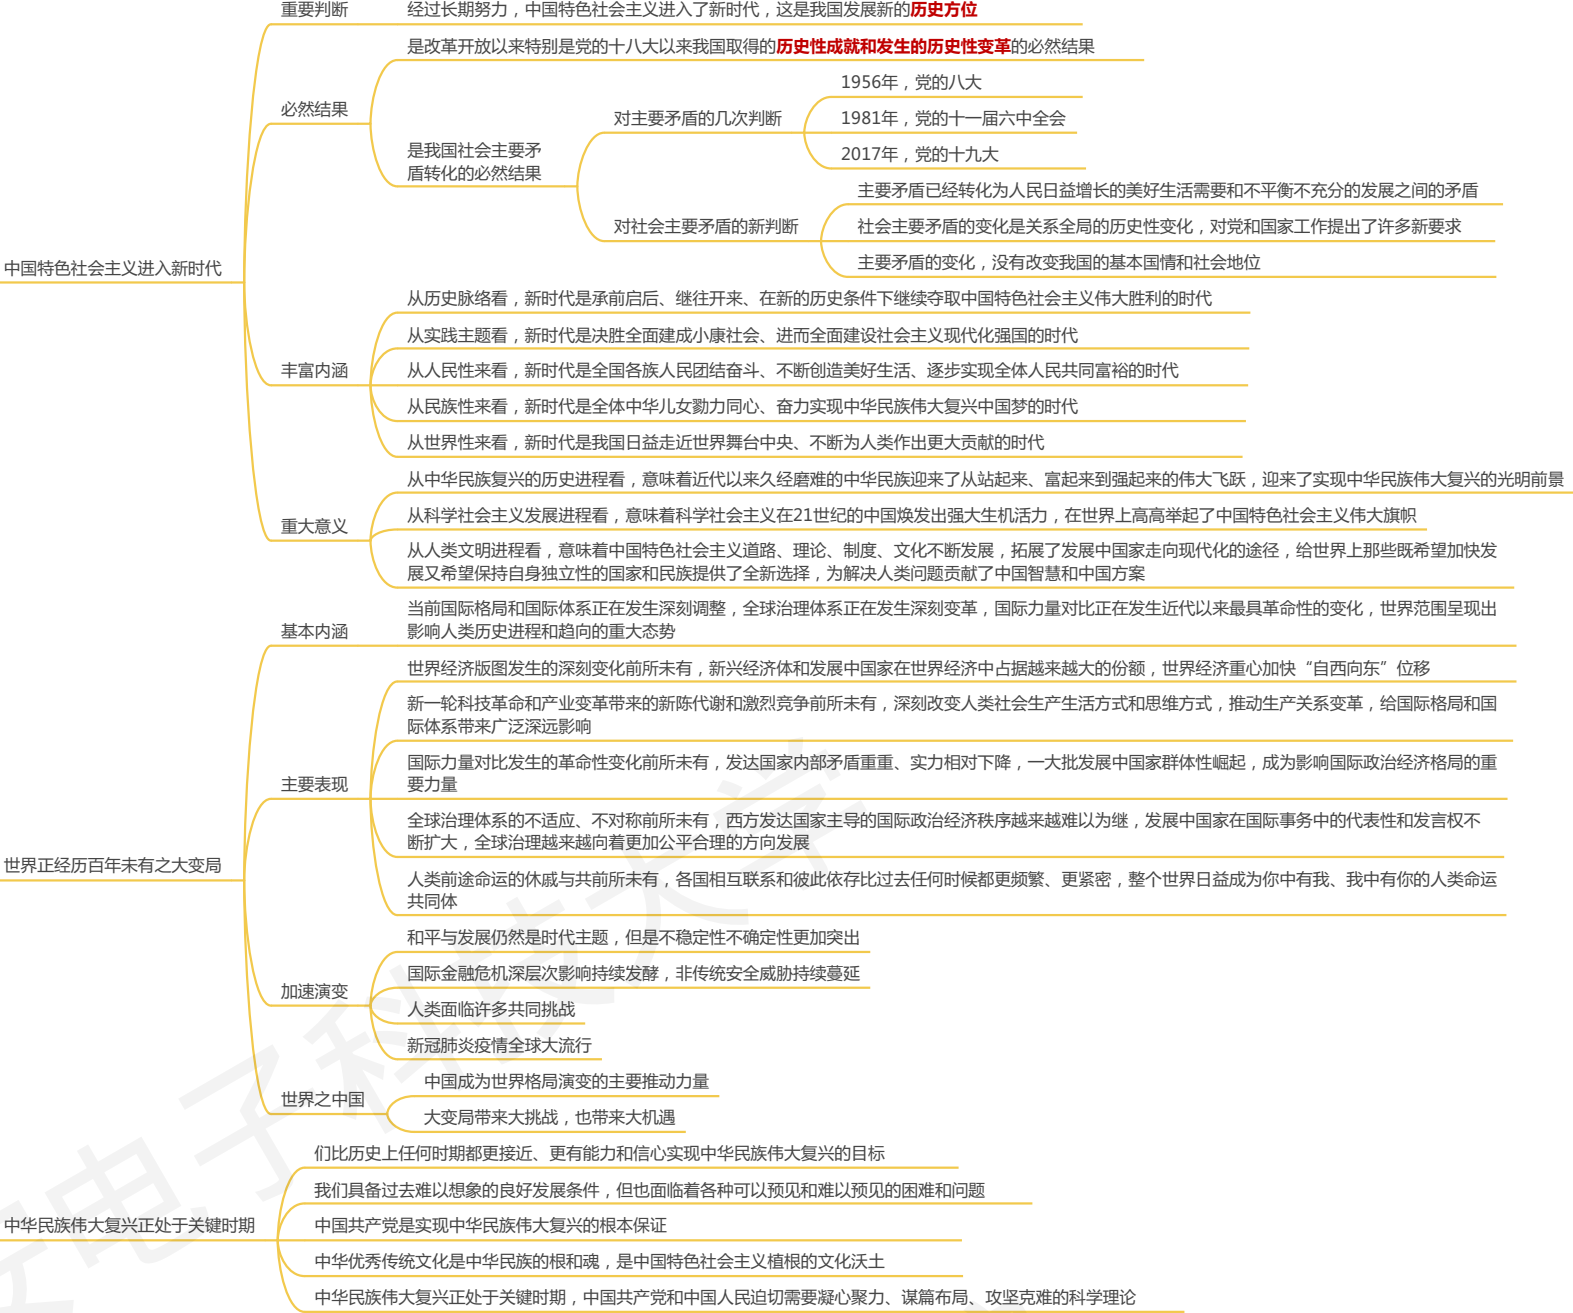 重要判断
经过长期努力，中国特色社会主义进入了新时代，这是我国发展新的历史方位
是改革开放以来特别是党的十八大以来我国取得的历史性成就和发生的历史性变革的必然结果
必然结果
1956年，党的八大
对主要矛盾的几次判断
1981年，党的十一届六中全会
2017年，党的十九大
是我国社会主要矛
盾转化的必然结果
主要矛盾已经转化为人民日益增长的美好生活需要和不平衡不充分的发展之间的矛盾
对社会主要矛盾的新判断
社会主要矛盾的变化是关系全局的历史性变化，对党和国家工作提出了许多新要求
主要矛盾的变化，没有改变我国的基本国情和社会地位
中国特色社会主义进入新时代
从历史脉络看，新时代是承前启后、继往开来、在新的历史条件下继续夺取中国特色社会主义伟大胜利的时代
从实践主题看，新时代是决胜全面建成小康社会、进而全面建设社会主义现代化强国的时代
丰富内涵
从人民性来看，新时代是全国各族人民团结奋斗、不断创造美好生活、逐步实现全体人民共同富裕的时代
从民族性来看，新时代是全体中华儿女勠力同心、奋力实现中华民族伟大复兴中国梦的时代
从世界性来看，新时代是我国日益走近世界舞台中央、不断为人类作出更大贡献的时代
从中华民族复兴的历史进程看，意味着近代以来久经磨难的中华民族迎来了从站起来、富起来到强起来的伟大飞跃，迎来了实现中华民族伟大复兴的光明前景
重大意义
从科学社会主义发展进程看，意味着科学社会主义在21世纪的中国焕发出强大生机活力，在世界上高高举起了中国特色社会主义伟大旗帜
从人类文明进程看，意味着中国特色社会主义道路、理论、制度、文化不断发展，拓展了发展中国家走向现代化的途径，给世界上那些既希望加快发
展又希望保持自身独立性的国家和民族提供了全新选择，为解决人类问题贡献了中国智慧和中国方案
基本内涵
当前国际格局和国际体系正在发生深刻调整，全球治理体系正在发生深刻变革，国际力量对比正在发生近代以来最具革命性的变化，世界范围呈现出
影响人类历史进程和趋向的重大态势
世界经济版图发生的深刻变化前所未有，新兴经济体和发展中国家在世界经济中占据越来越大的份额，世界经济重心加快“自西向东”位移
新一轮科技革命和产业变革带来的新陈代谢和激烈竞争前所未有，深刻改变人类社会生产生活方式和思维方式，推动生产关系变革，给国际格局和国
际体系带来广泛深远影响
主要表现
国际力量对比发生的革命性变化前所未有，发达国家内部矛盾重重、实力相对下降，一大批发展中国家群体性崛起，成为影响国际政治经济格局的重
要力量
全球治理体系的不适应、不对称前所未有，西方发达国家主导的国际政治经济秩序越来越难以为继，发展中国家在国际事务中的代表性和发言权不
断扩大，全球治理越来越向着更加公平合理的方向发展
世界正经历百年未有之大变局
人类前途命运的休戚与共前所未有，各国相互联系和彼此依存比过去任何时候都更频繁、更紧密，整个世界日益成为你中有我、我中有你的人类命运
共同体
和平与发展仍然是时代主题，但是不稳定性不确定性更加突出
国际金融危机深层次影响持续发酵，非传统安全威胁持续蔓延
加速演变
人类面临许多共同挑战
新冠肺炎疫情全球大流行
世界之中国
中国成为世界格局演变的主要推动力量
大变局带来大挑战，也带来大机遇
们比历史上任何时期都更接近、更有能力和信心实现中华民族伟大复兴的目标
我们具备过去难以想象的良好发展条件，但也面临着各种可以预见和难以预见的困难和问题
中华民族伟大复兴正处于关键时期
中国共产党是实现中华民族伟大复兴的根本保证
中华优秀传统文化是中华民族的根和魂，是中国特色社会主义植根的文化沃土
中华民族伟大复兴正处于关键时期，中国共产党和中国人民迫切需要凝心聚力、谋篇布局、攻坚克难的科学理论
安电子科技大学